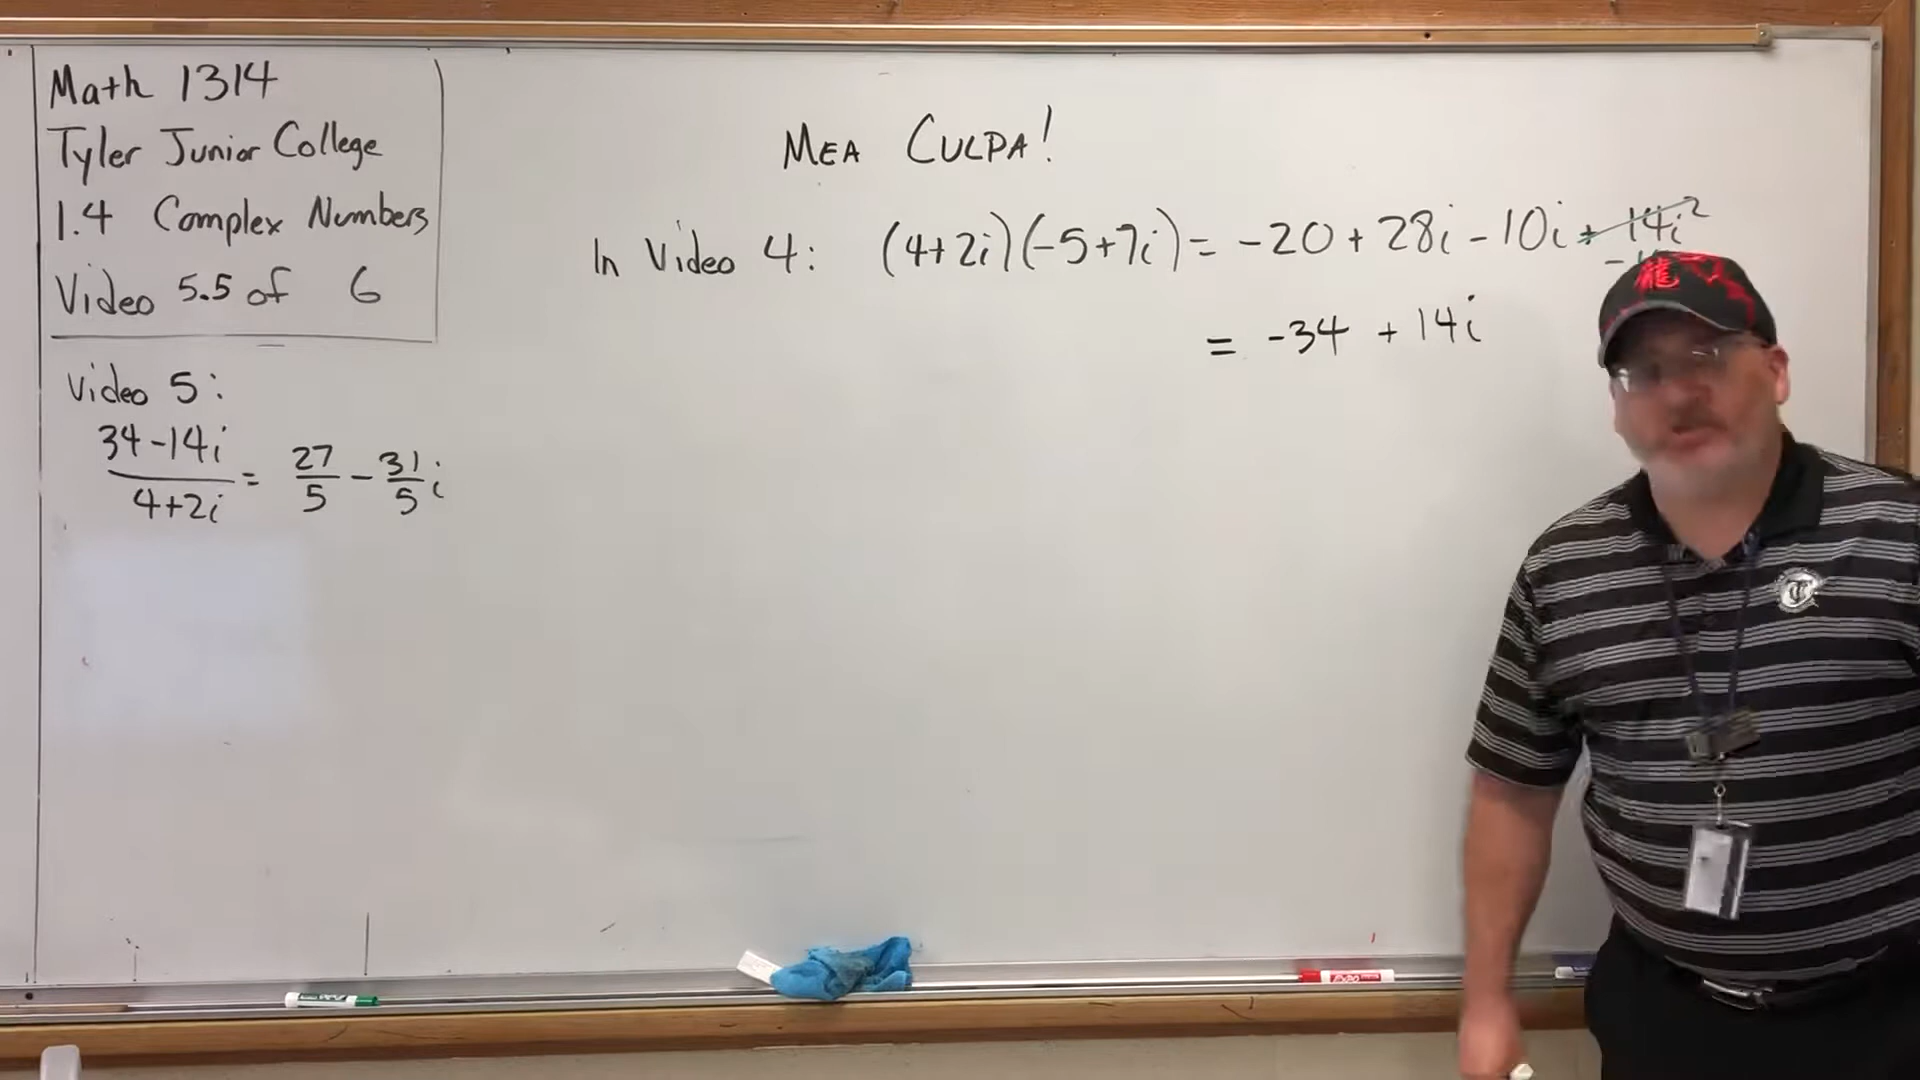 Math 1314
Tyler Junior College
1.4 Complex Numbers
Video 5.5 of 6
Video 5:
34-14i / 4+2i = 27/5 - 31/5 i
MEA CULPA!
In Video 4: (4+2i)(-5+7i) = -20 + 28i - 10i + 14i²
= -34 + 14i
龍